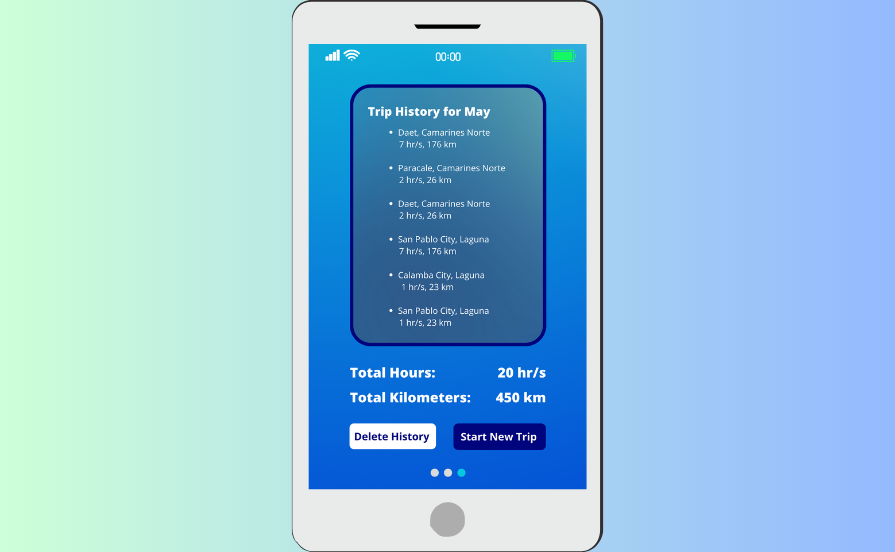 00:00
Trip History for May
• Daet, Camarines Norte
7 hr/s, 176 km
• Paracale, Camarines Norte
2 hr/s, 26 km
• Daet, Camarines Norte
2 hr/s, 26 km
• San Pablo City, Laguna
7 hr/s, 176 km
• Calamba City, Laguna
1 hr/s, 23 km
• San Pablo City, Laguna
1 hr/s, 23 km
Total Hours: 20 hr/s
Total Kilometers: 450 km
Delete History Start New Trip